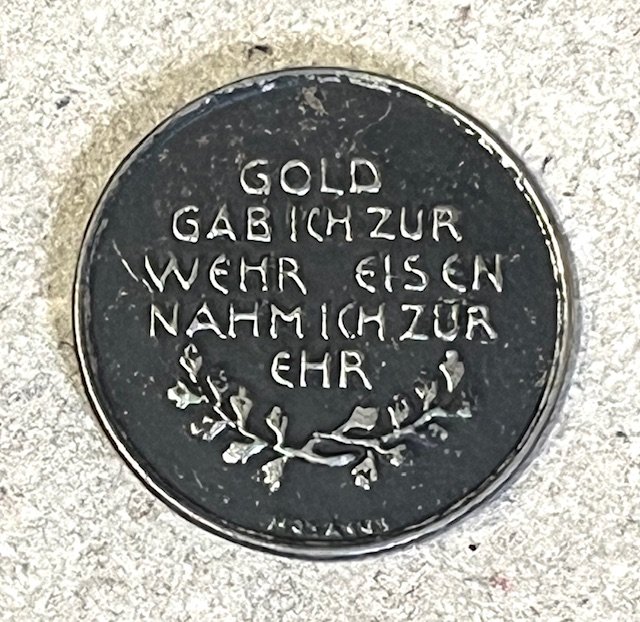 GOLD
GAB ICH ZUR
WEHR EISEN
NAHM ICH ZUR
EHR